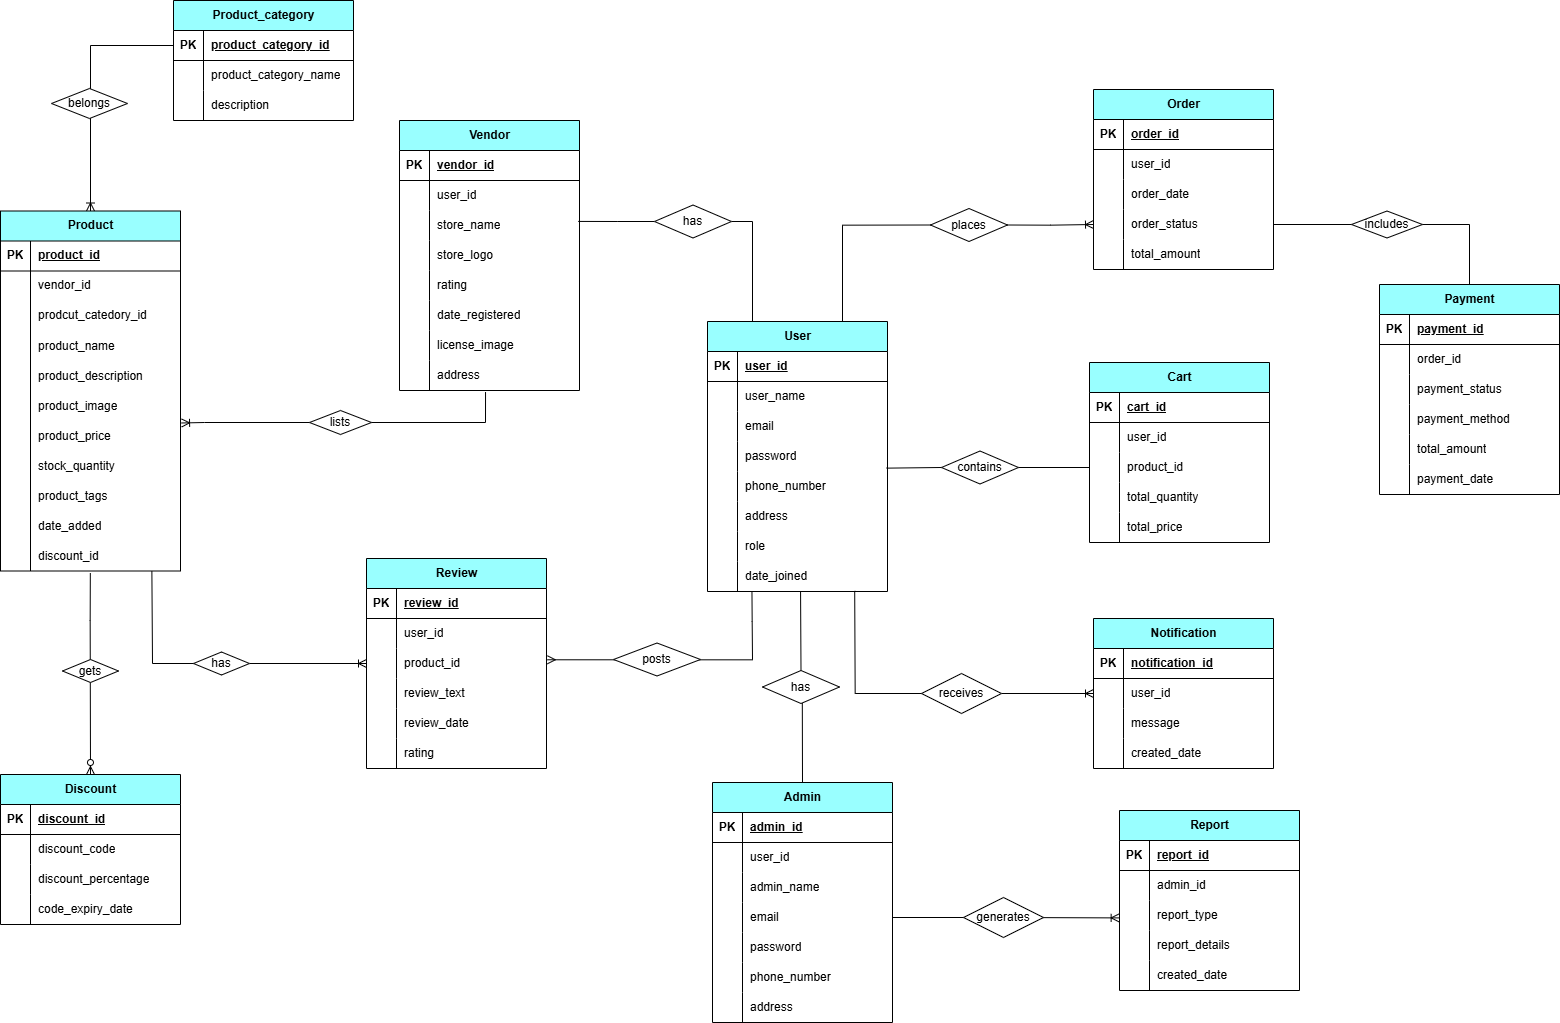 Product_category
PK product_category_id
product_category_name
description
belongs
Product
PK product_id
vendor_id
prodcut_catedory_id
product_name
product_description
product_image
product_price
stock_quantity
product_tags
date_added
discount_id
Vendor
PK vendor_id
user_id
store_name
store_logo
rating
date_registered
license_image
address
lists
has
User
PK user_id
user_name
email
password
phone_number
address
role
date_joined
places
Order
PK order_id
user_id
order_date
order_status
total_amount
includes
Payment
PK payment_id
order_id
payment_status
payment_method
total_amount
payment_date
contains
Cart
PK cart_id
user_id
product_id
total_quantity
total_price
gets
has
Review
PK review_id
user_id
product_id
review_text
review_date
rating
posts
has
receives
Notification
PK notification_id
user_id
message
created_date
Discount
PK discount_id
discount_code
discount_percentage
code_expiry_date
Admin
PK admin_id
user_id
admin_name
email
password
phone_number
address
generates
Report
PK report_id
admin_id
report_type
report_details
created_date